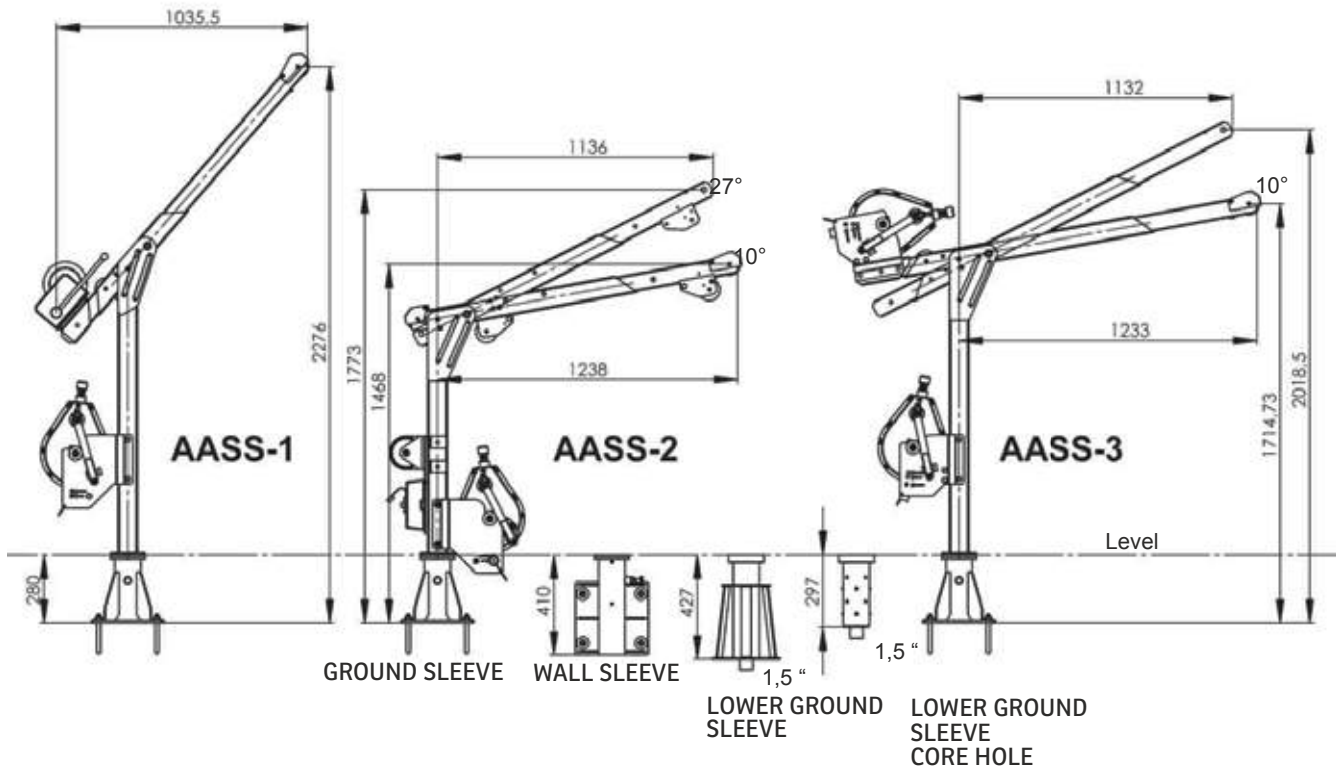 1035,5
1132
1136
27°
10°
10°
2276
1773
1468
1238
1233
2018,5
1714,73
AASS-1
AASS-2
AASS-3
Level
280
410
427
297
1,5 “
1,5 “
GROUND SLEEVE
WALL SLEEVE
LOWER GROUND
SLEEVE
LOWER GROUND
SLEEVE
CORE HOLE